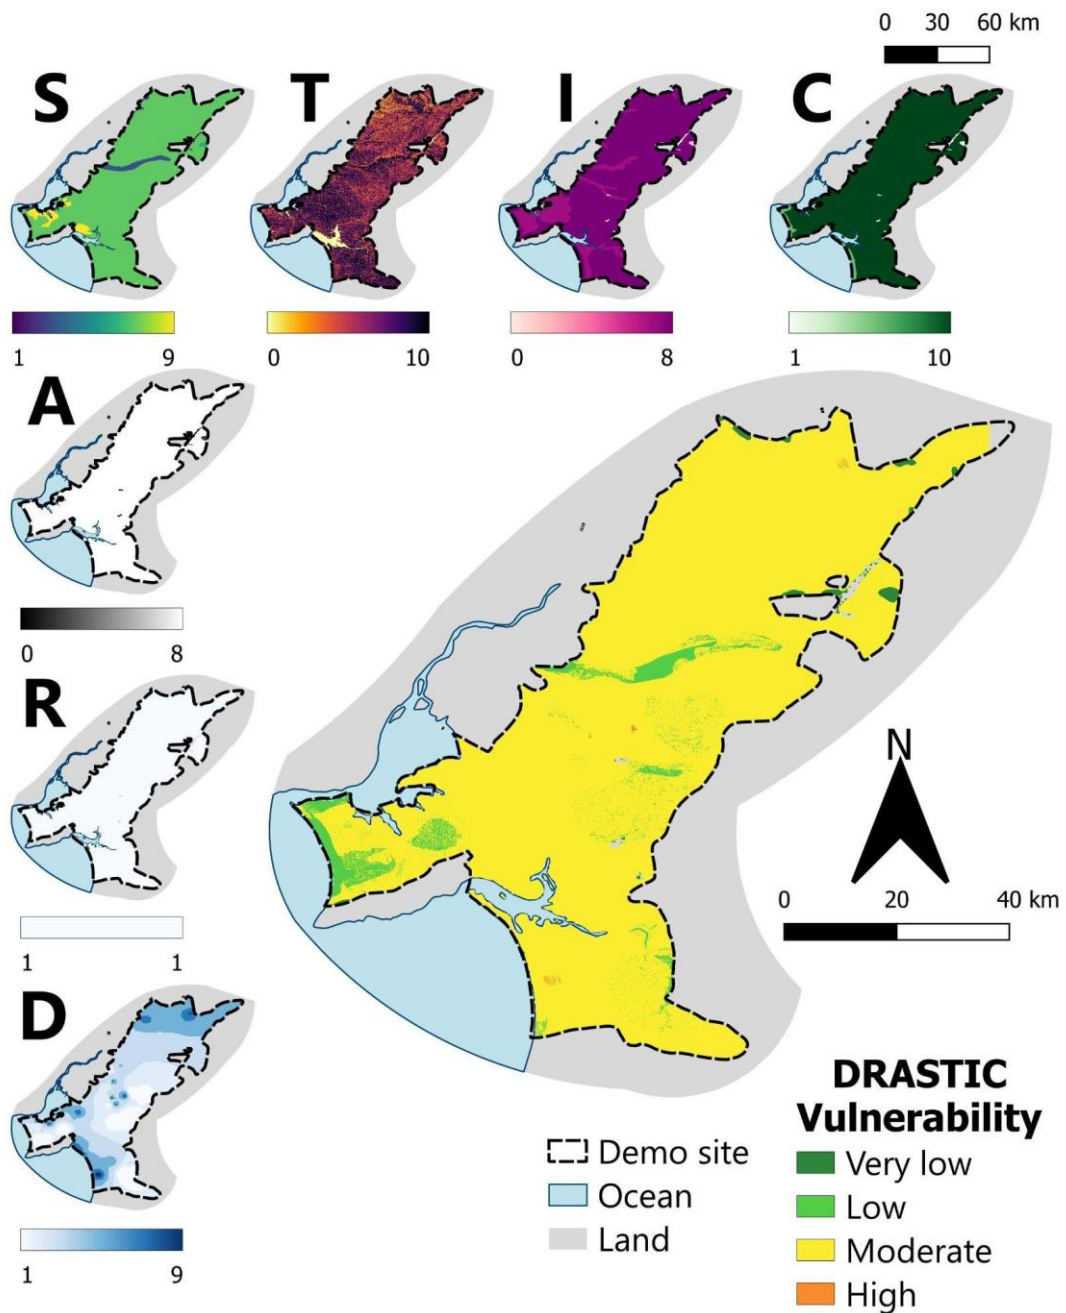 0 30 60 km
S T I C
1 9
0 10
0 8
1 10
A
0 8
R
1 1
D
1 9
N
0 20 40 km
DRASTIC
Vulnerability
Very low
Low
Moderate
High
Demo site
Ocean
Land